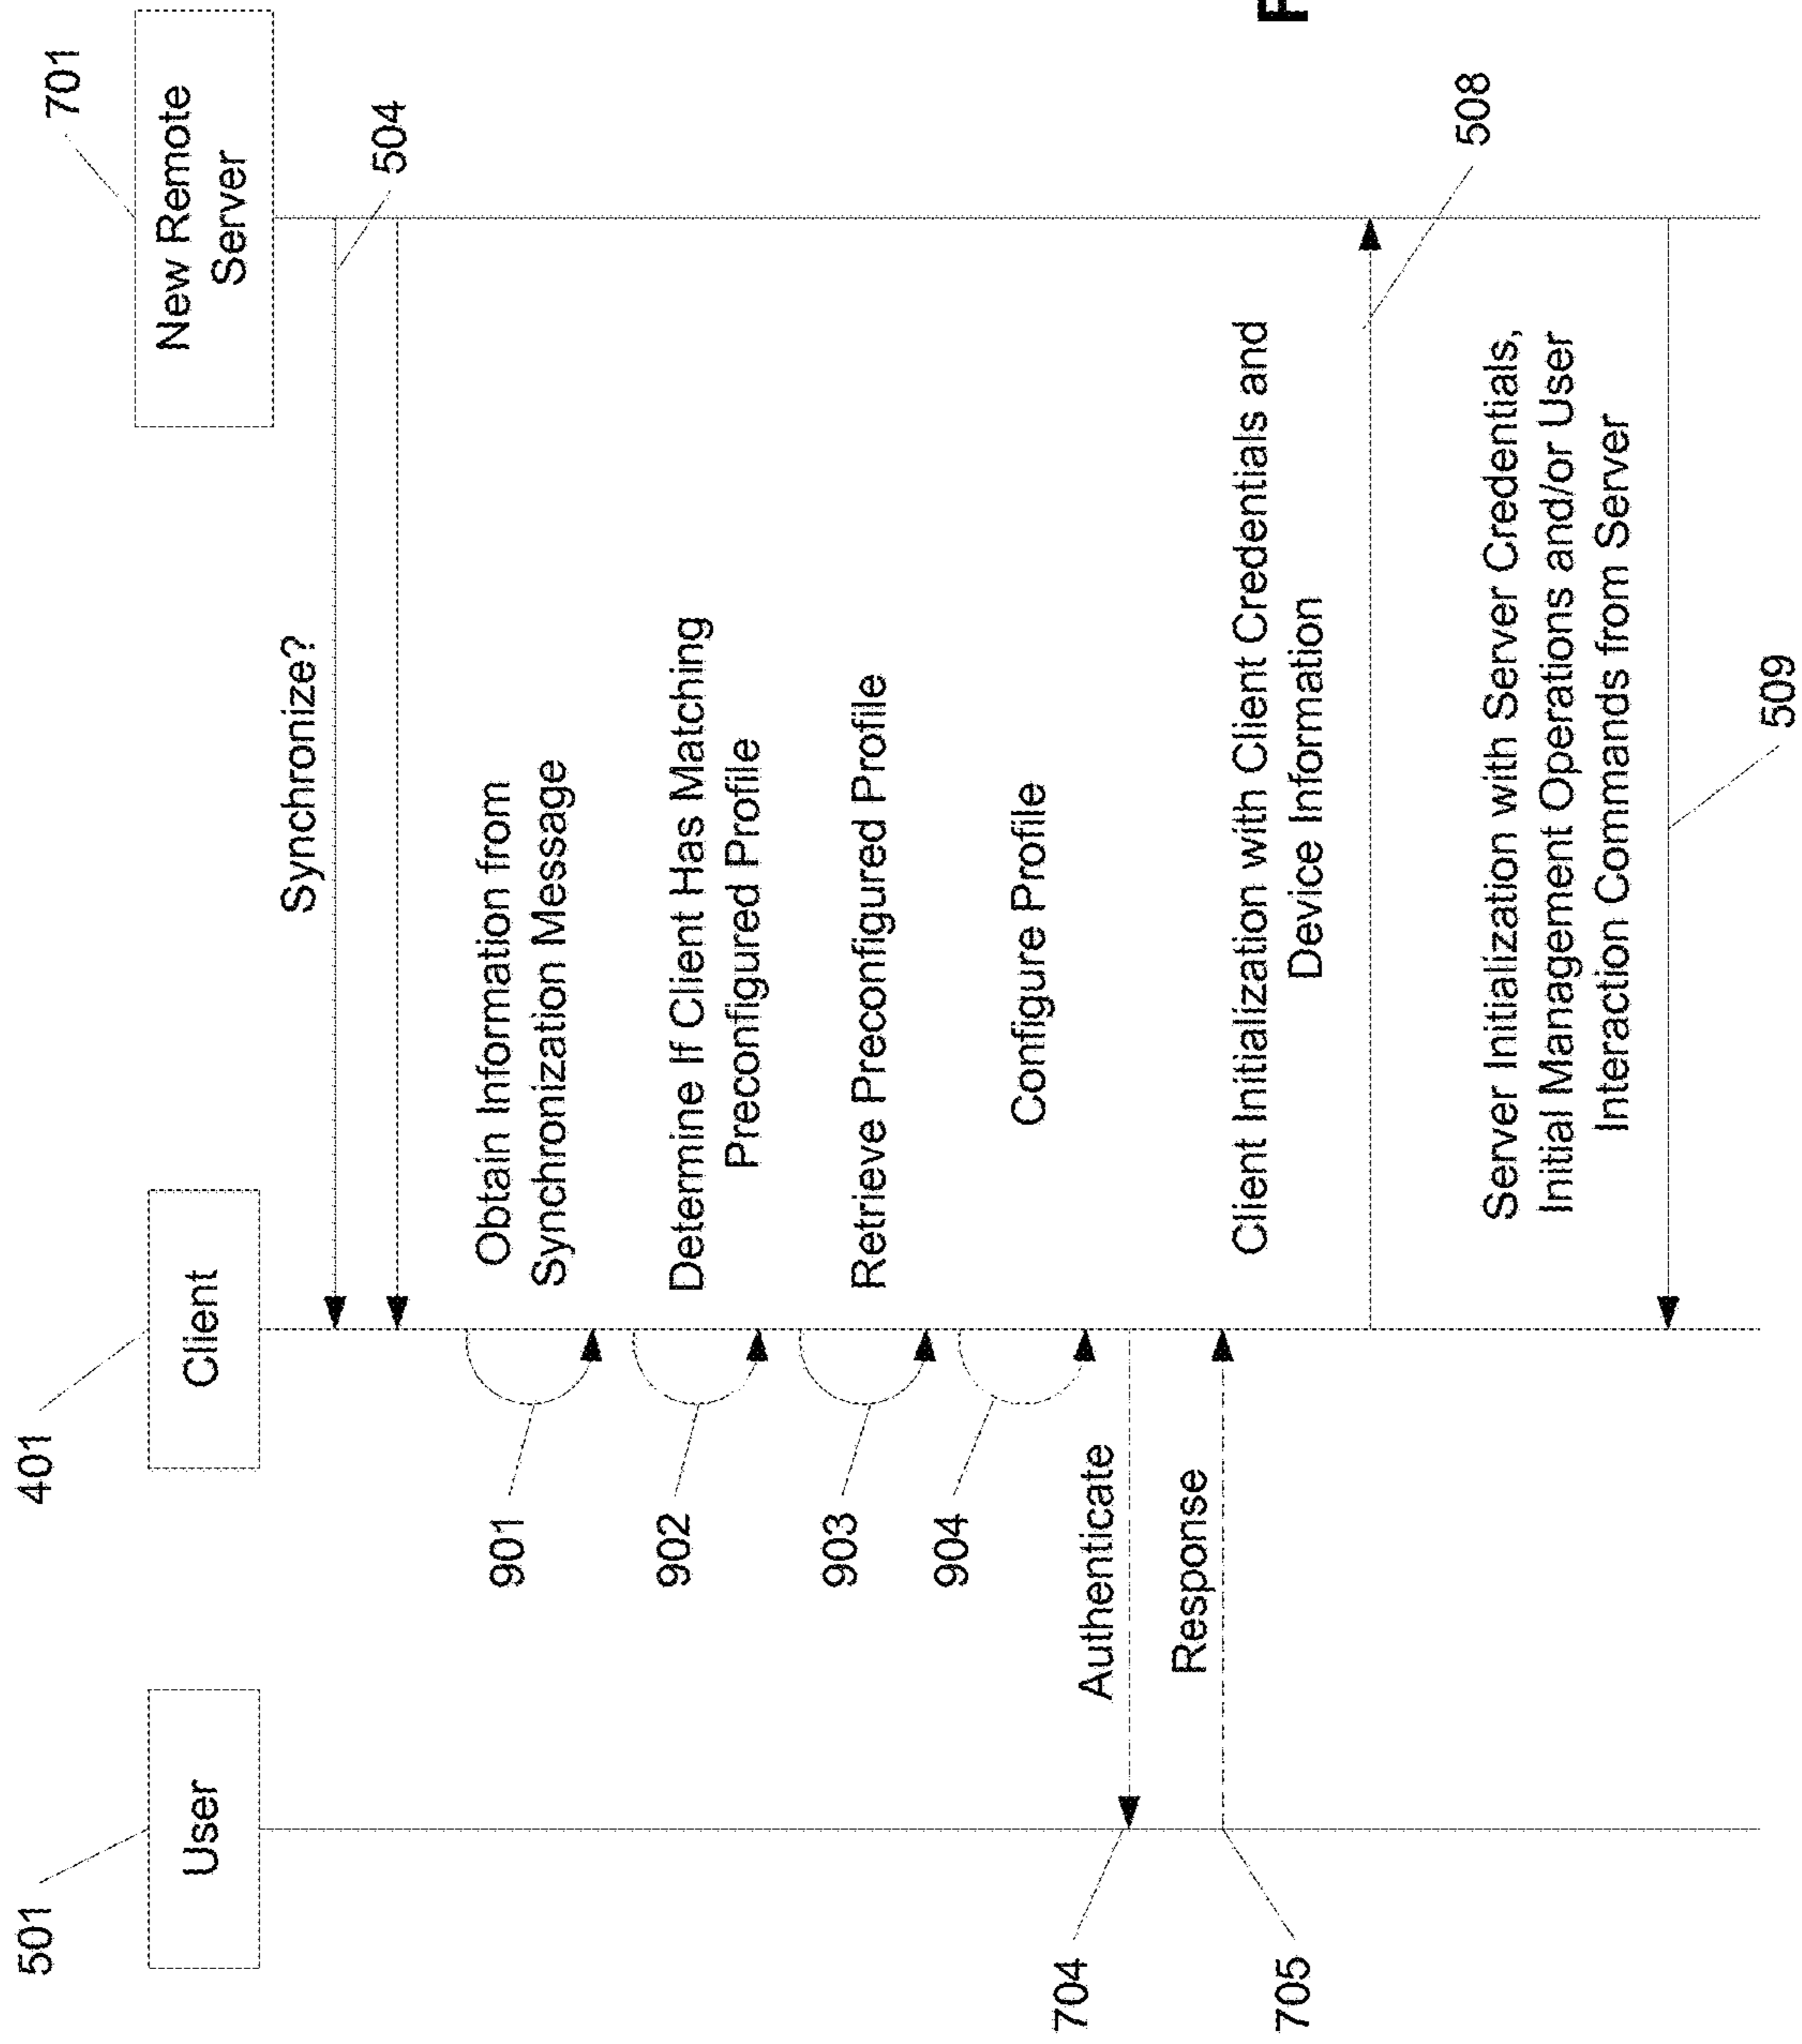 501
User
401
Client
701
New Remote
Server
Synchronize?
504
901
Obtain Information from
Synchronization Message
902
Determine If Client Has Matching
Preconfigured Profile
903
Retrieve Preconfigured Profile
904
Configure Profile
Authenticate
704
Response
705
Client Initialization with Client Credentials and
Device Information
508
Server Initialization with Server Credentials,
Initial Management Operations and/or User
Interaction Commands from Server
509